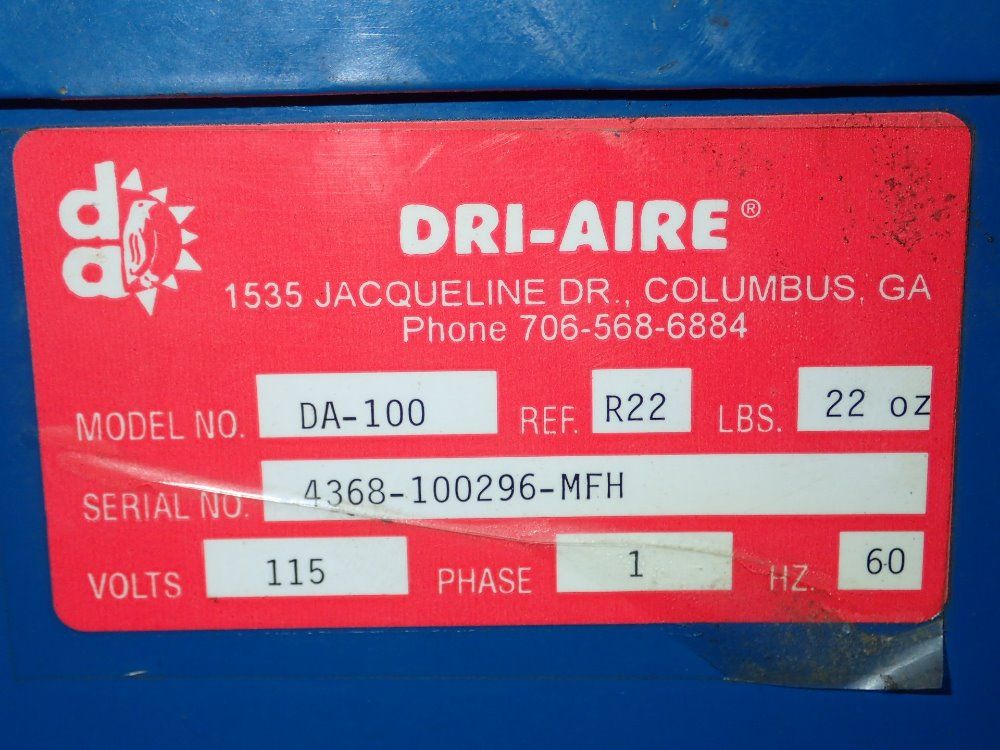 da
DRI-AIRE®
1535 JACQUELINE DR., COLUMBUS, GA
Phone 706-568-6884
MODEL NO. DA-100 REF. R22 LBS. 22 oz
SERIAL NO. 4368-100296-MFH
VOLTS 115 PHASE 1 HZ. 60